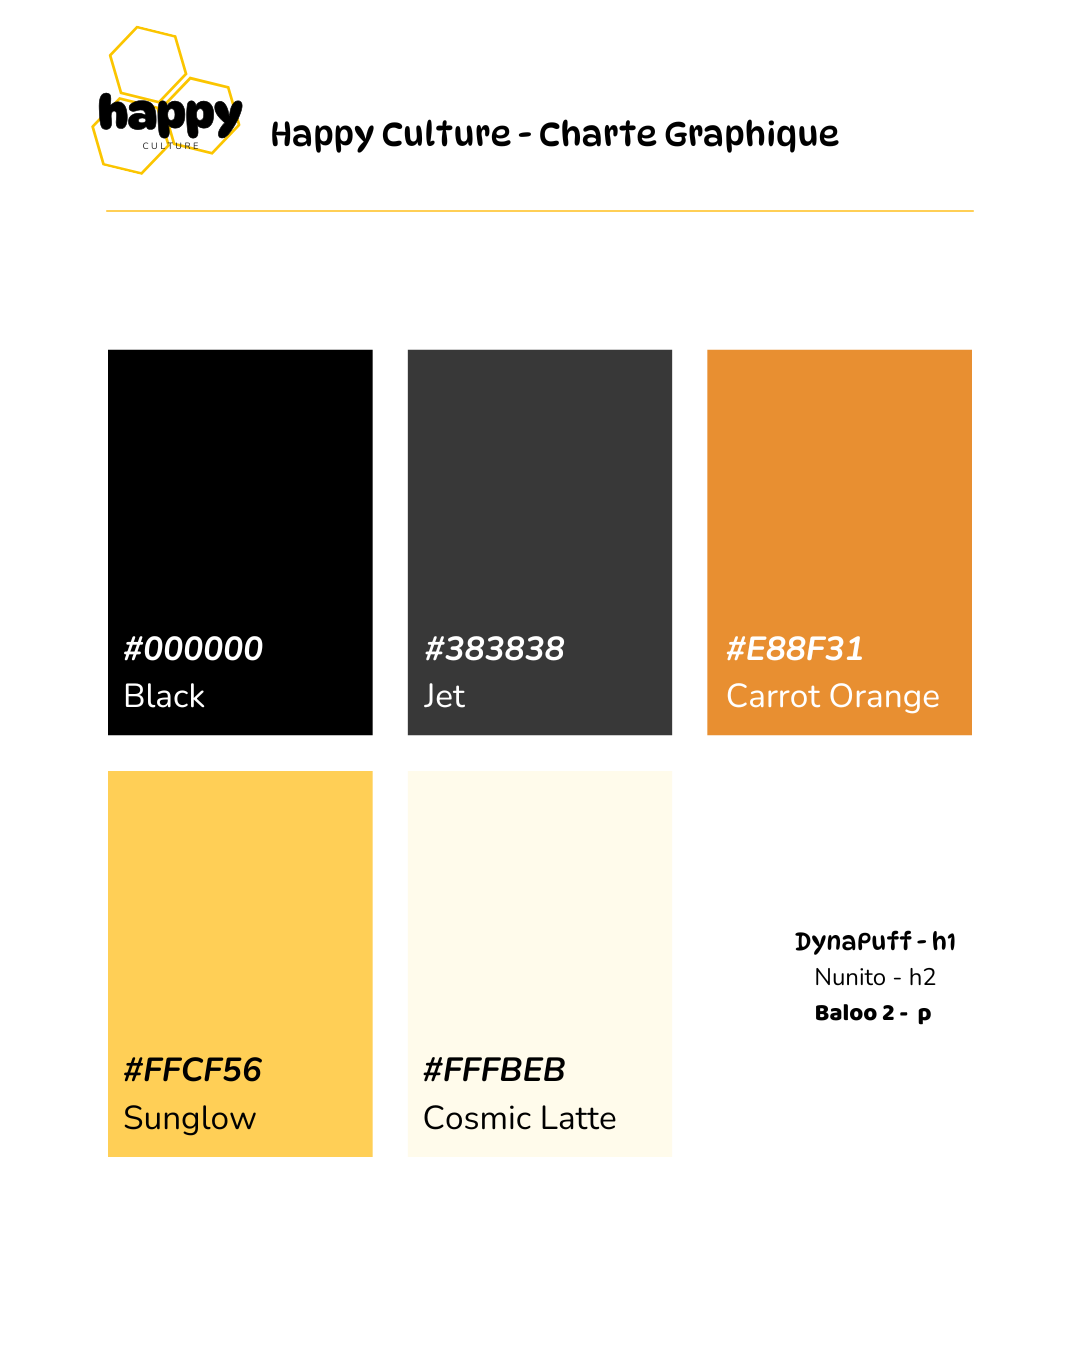 happy
CULTURE
Happy Culture - Charte Graphique
#000000
Black
#383838
Jet
#E88F31
Carrot Orange
#FFCF56
Sunglow
#FFFBEB
Cosmic Latte
DynaPuff - h1
Nunito - h2
Baloo 2 - p